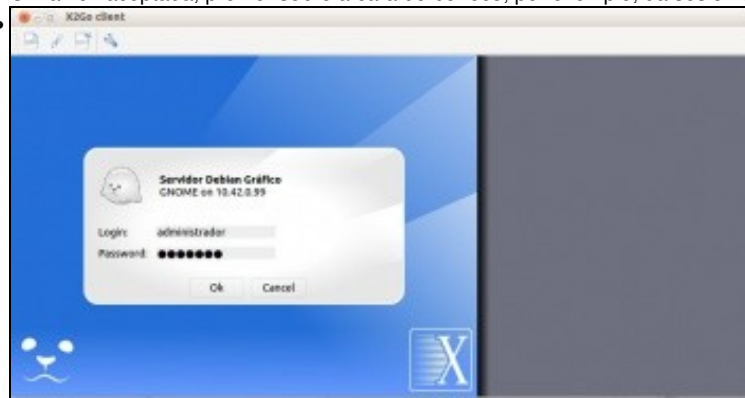 X2Go client
Servidor Debian Gráfico
GNOME on 10.42.0.99
Login: administrador
Password: ●●●●●●●
Ok Cancel
X